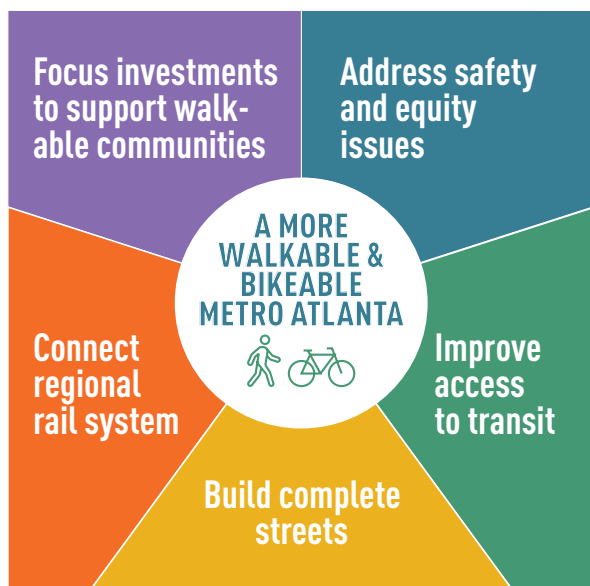 Focus investments
to support walk-
able communities
Address safety
and equity
issues
A MORE
WALKABLE &
BIKEABLE
METRO ATLANTA
Connect
regional
rail system
Improve
access
to transit
Build complete
streets